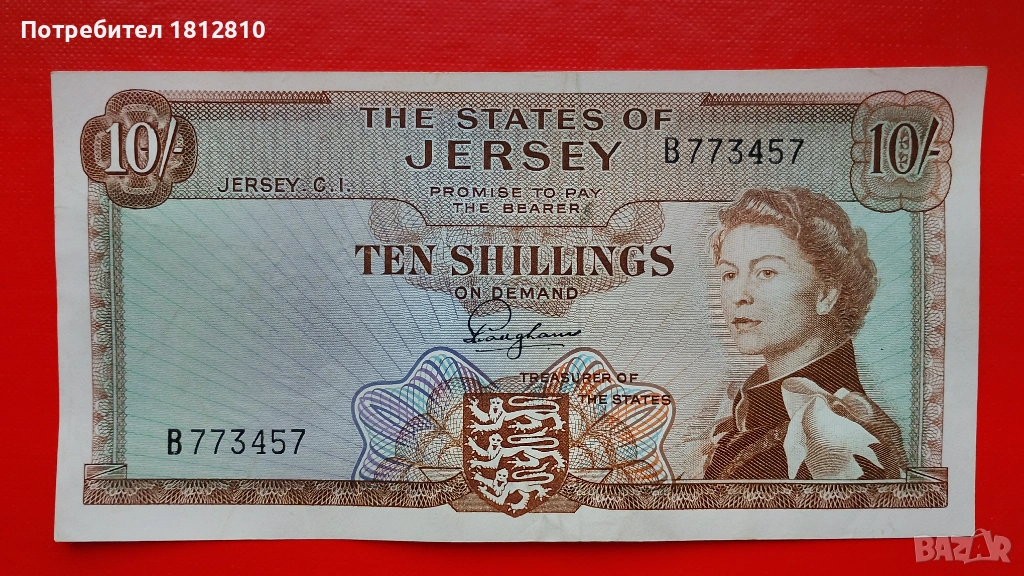 Потребител 1812810
10/-
THE STATES OF
JERSEY
B773457
10/-
JERSEY. C.I.
PROMISE TO PAY
THE BEARER
TEN SHILLINGS
ON DEMAND
TREASURER OF
THE STATES
B773457
BAZAR